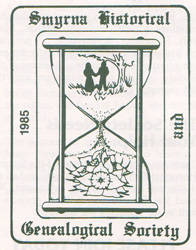 Smyrna Historical
and
Genealogical Society
1985